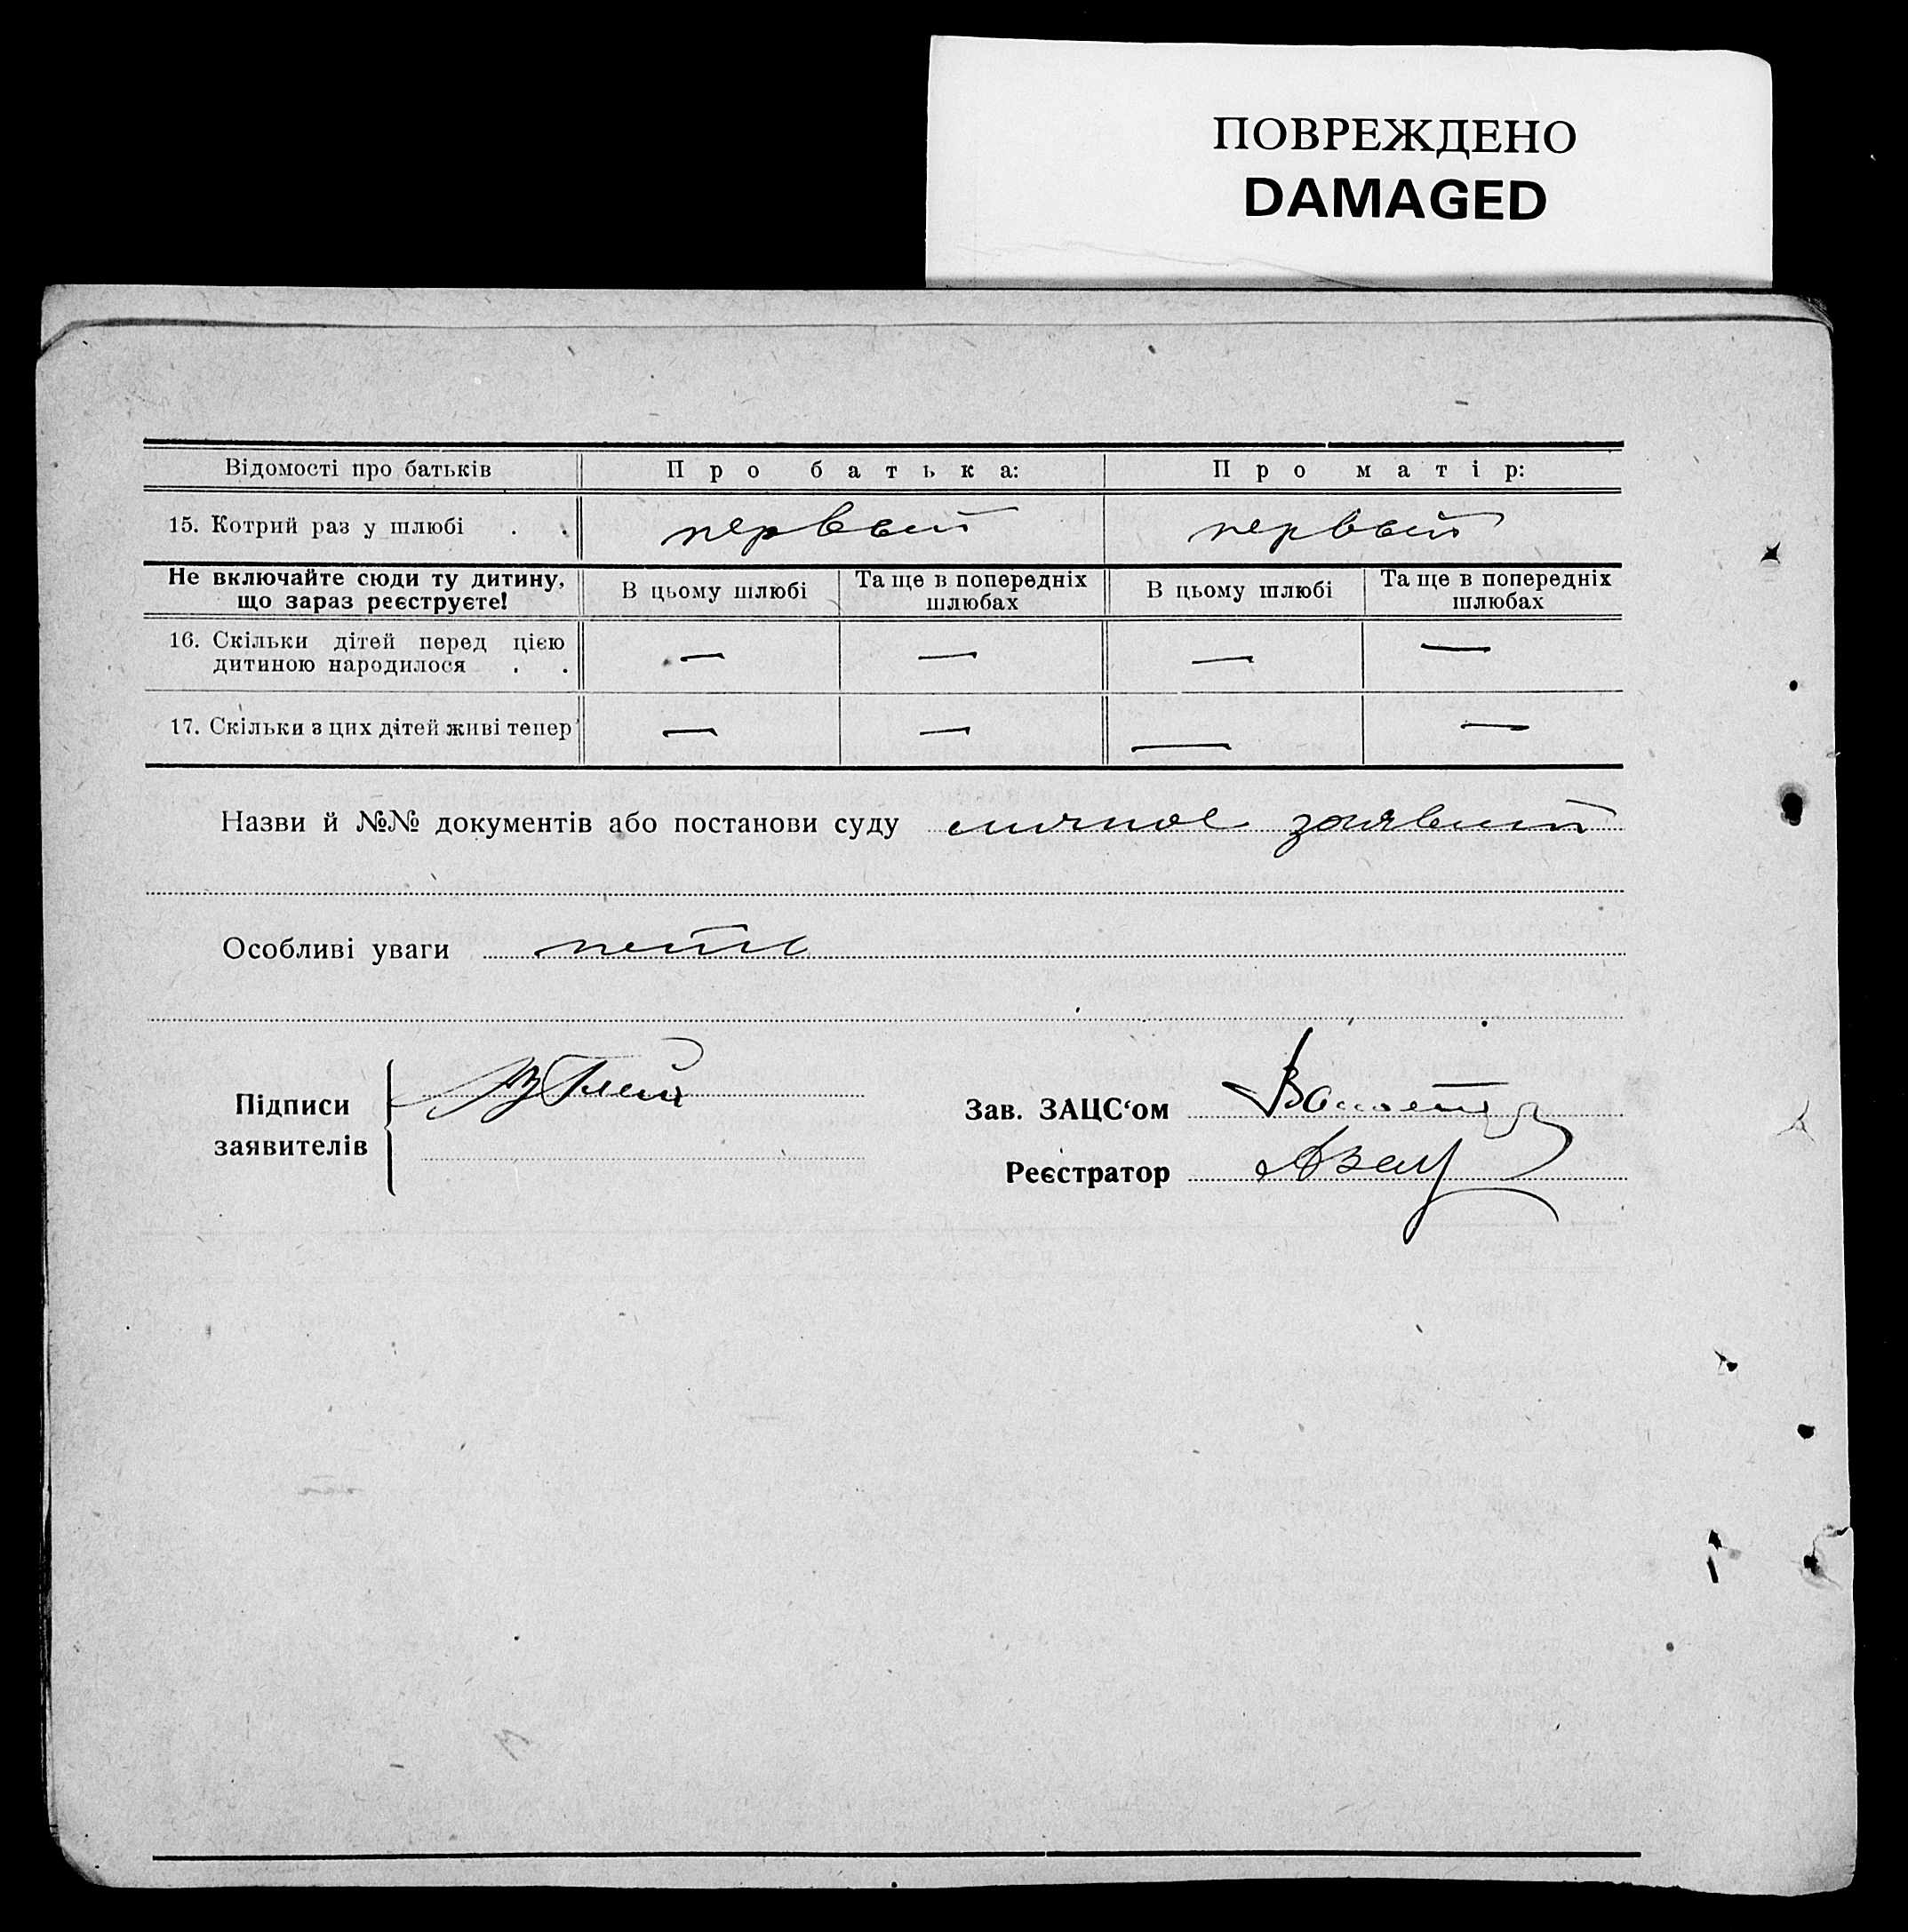 ПОВРЕЖДЕНО
DAMAGED
Відомості про батьків Про батька: Про матір:
15. Котрий раз у шлюбі . . первый первый
Не включайте сюди ту дитину, що зараз реєструєте! В цьому шлюбі Та ще в попередніх шлюбах В цьому шлюбі Та ще в попередніх шлюбах
16. Скільки дітей перед цією — — — —
дитиною народилося . .
17. Скільки з цих дітей живі тепер — — — —
Назви й №№ документів або постанови суду личное
Особливі уваги
Підписи
заявителів
Зав. ЗАЦС‘ом
Реєстратор